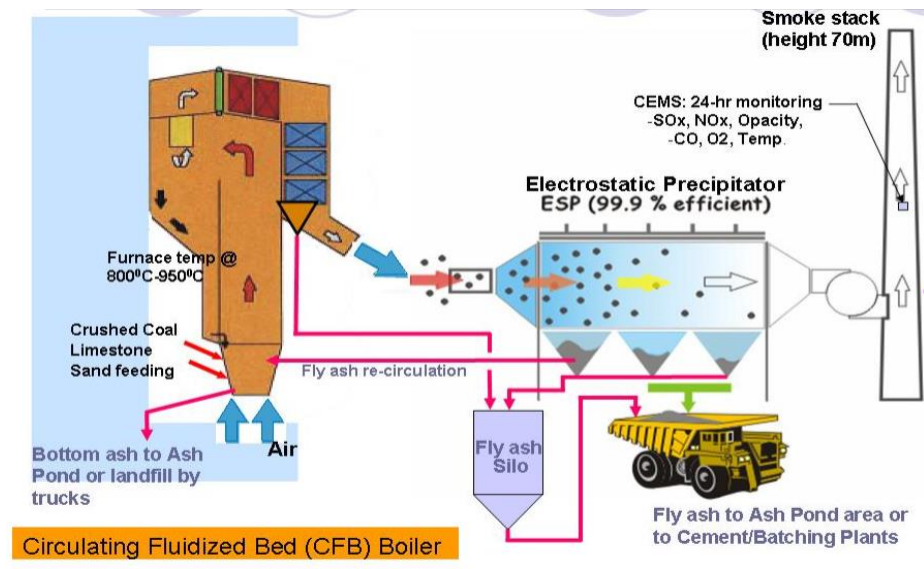 Smoke stack
(height 70m)
CEMS: 24-hr monitoring
-SOx, NOx, Opacity,
-CO, O2, Temp.
Electrostatic Precipitator
ESP (99.9 % efficient)
Furnace temp @
800⁰C-950⁰C
Crushed Coal
Limestone
Sand feeding
Fly ash re-circulation
Air
Bottom ash to Ash
Pond or landfill by
trucks
Fly ash
Silo
Fly ash to Ash Pond area or
to Cement/Batching Plants
Circulating Fluidized Bed (CFB) Boiler